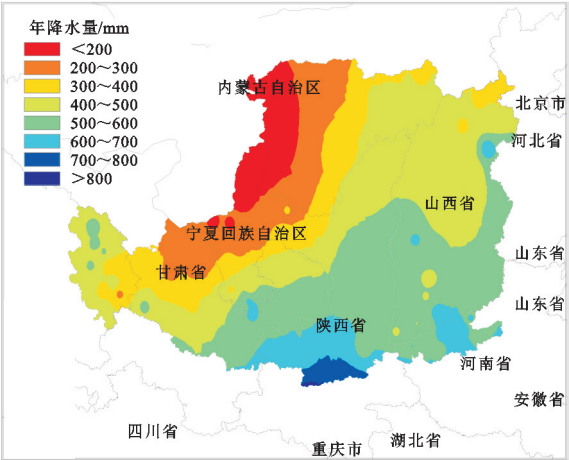 年降水量/mm
<200
200～300
300～400
400～500
500～600
600～700
700～800
>800
内蒙古自治区
北京市
河北省
山西省
宁夏回族自治区
山东省
甘肃省
山东省
陕西省
河南省
安徽省
四川省
湖北省
重庆市